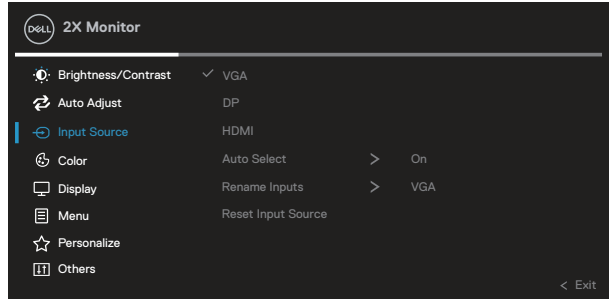 DELL 2X Monitor
Brightness/Contrast VGA
Auto Adjust DP
Input Source HDMI
Color Auto Select > On
Display Rename Inputs > VGA
Menu Reset Input Source
Personalize
Others
< Exit